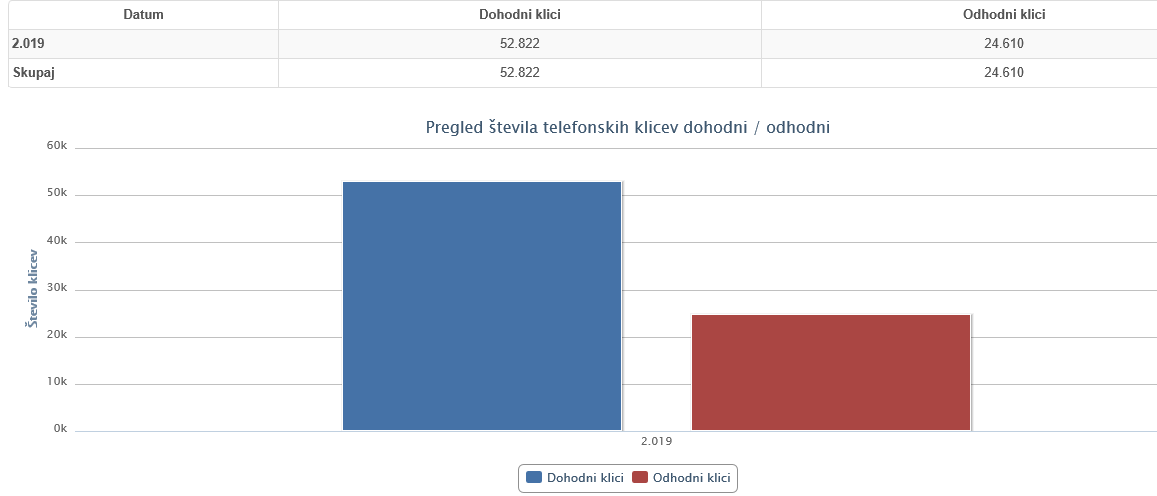 Datum Dohodni klici Odhodni klici
2.019 52.822 24.610
Skupaj 52.822 24.610
Pregled števila telefonskih klicev dohodni / odhodni
60k
50k
40k
30k
20k
10k
0k
Število klicev
2.019
Dohodni klici Odhodni klici